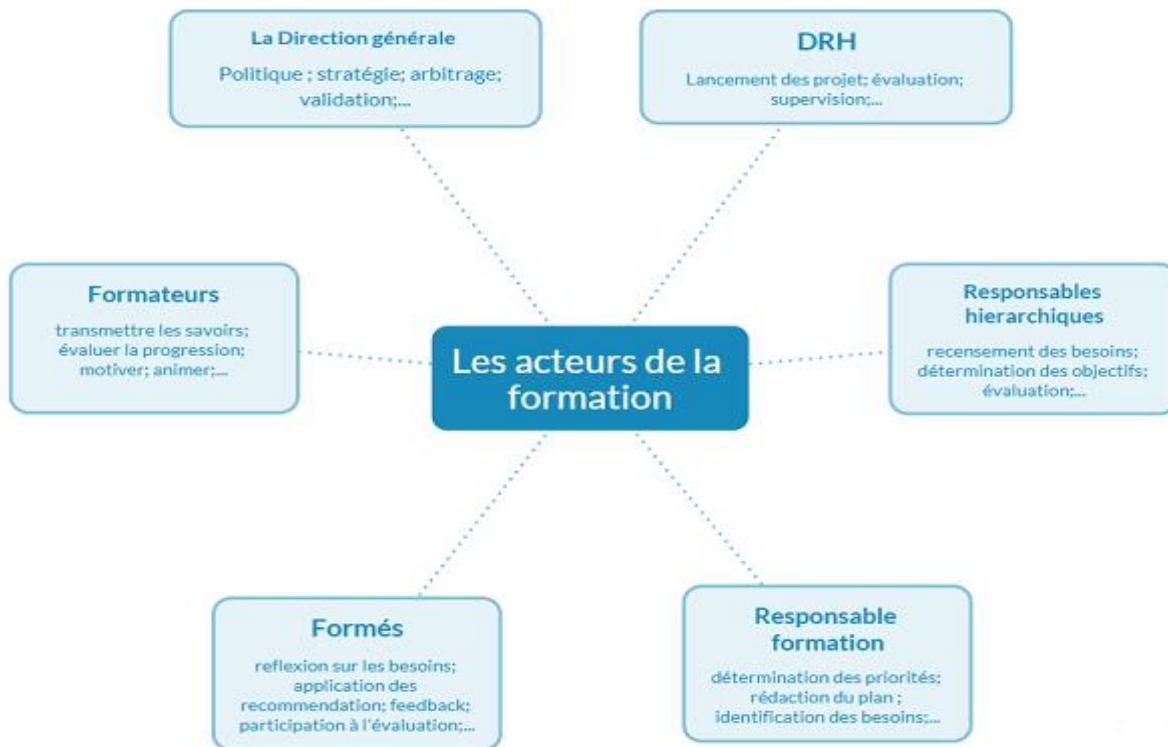 La Direction générale
Politique ; stratégie; arbitrage;
validation;...
DRH
Lancement des projet; évaluation;
supervision;...
Formateurs
transmettre les savoirs;
évaluer la progression;
motiver; animer;...
Les acteurs de la
formation
Responsables
hierarchiques
recensement des besoins;
détermination des objectifs;
évaluation;...
Formés
reflexion sur les besoins;
application des
recommendation; feedback;
participation à l'évaluation;...
Responsable
formation
détermination des priorités;
rédaction du plan ;
identification des besoins;...